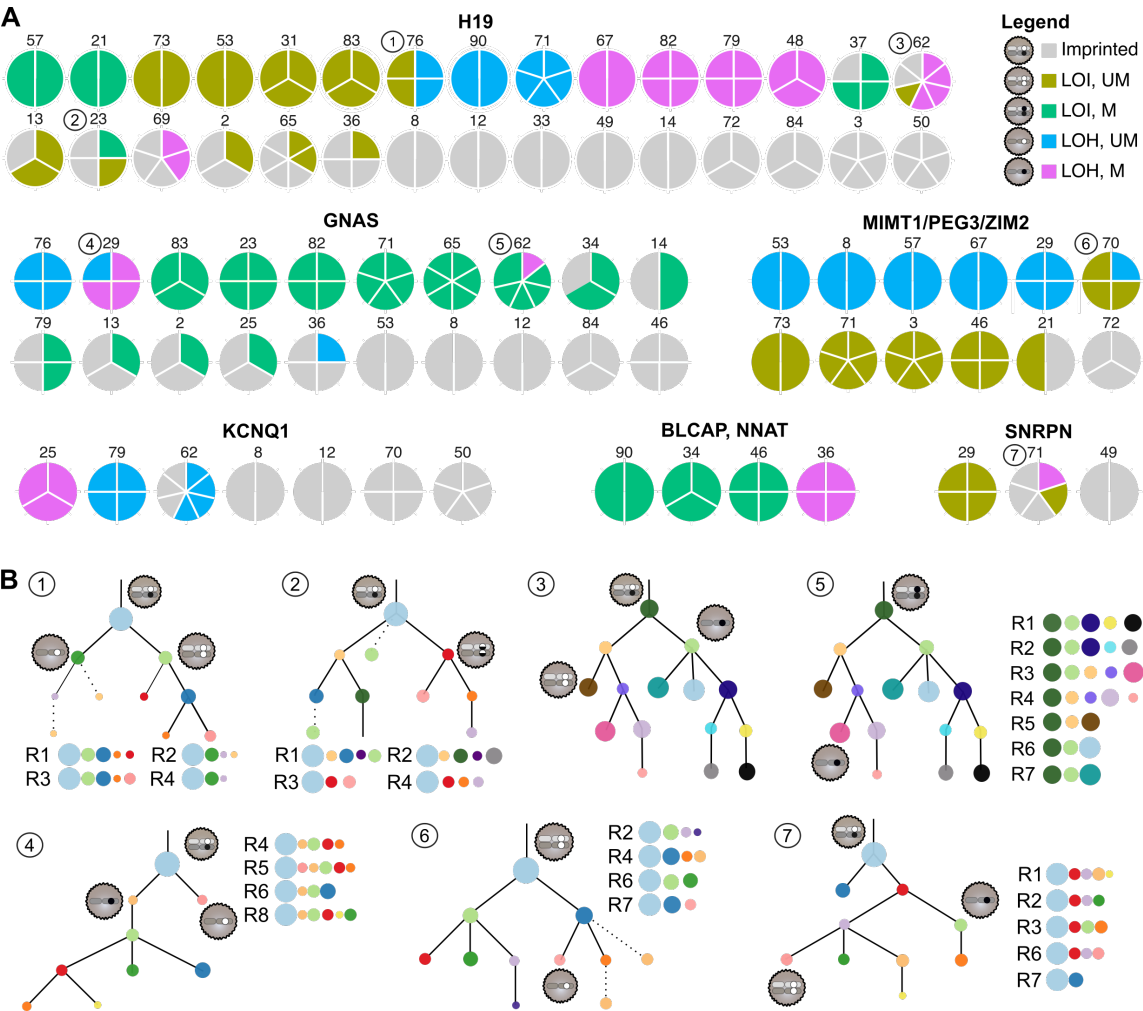 A
H19
Legend
57 21 73 53 31 83 1 76 90 71 67 82 79 48 37 3 62
Imprinted
LOI, UM
LOI, M
LOH, UM
LOH, M
13 2 23 69 2 65 36 8 12 33 49 14 72 84 3 50
GNAS
MIMT1/PEG3/ZIM2
76 4 29 83 23 82 71 65 5 62 34 14
53 8 57 67 29 6 70
79 13 2 25 36 53 8 12 84 46
73 71 3 46 21 72
KCNQ1
BLCAP, NNAT
SNRPN
25 79 62 8 12 70 50
90 34 46 36
29 7 71 49
B
1
R1 R2
R3 R4
2
R1 R2
R3 R4
3
5
R1
R2
R3
R4
R5
R6
R7
4
R4
R5
R6
R8
6
R2
R4
R6
R7
7
R1
R2
R3
R6
R7